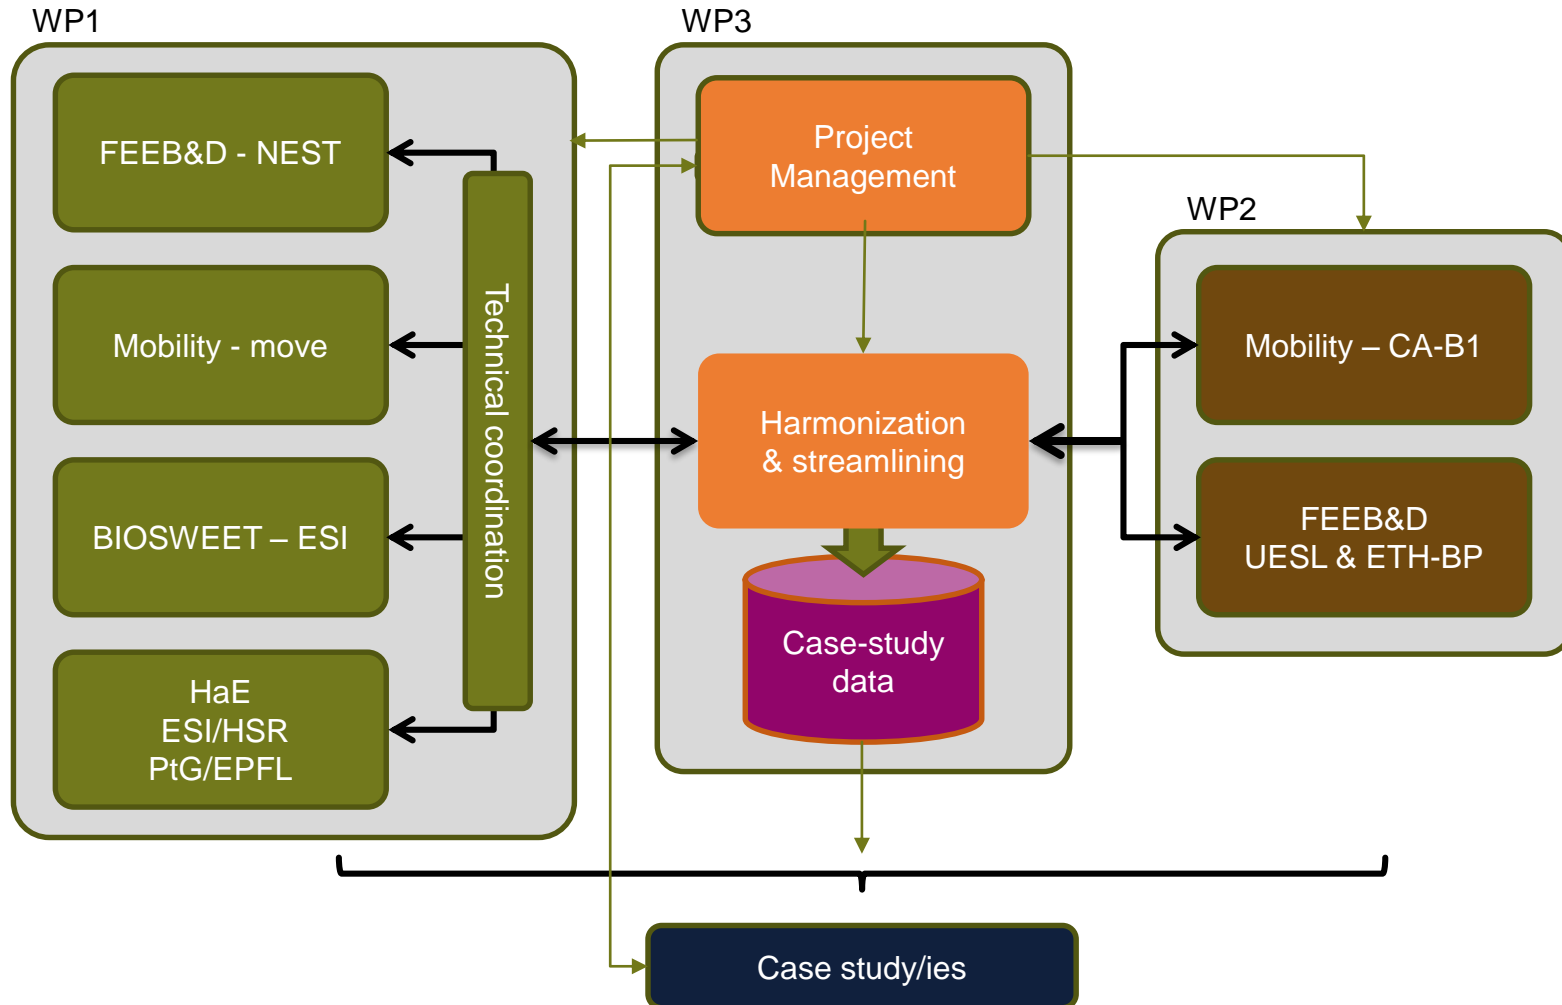 WP1
FEEB&D - NEST
Mobility - move
BIOSWEET – ESI
HaE
ESI/HSR
PtG/EPFL
Technical coordination
WP3
Project
Management
Harmonization
& streamlining
Case-study
data
WP2
Mobility – CA-B1
FEEB&D
UESL & ETH-BP
Case study/ies